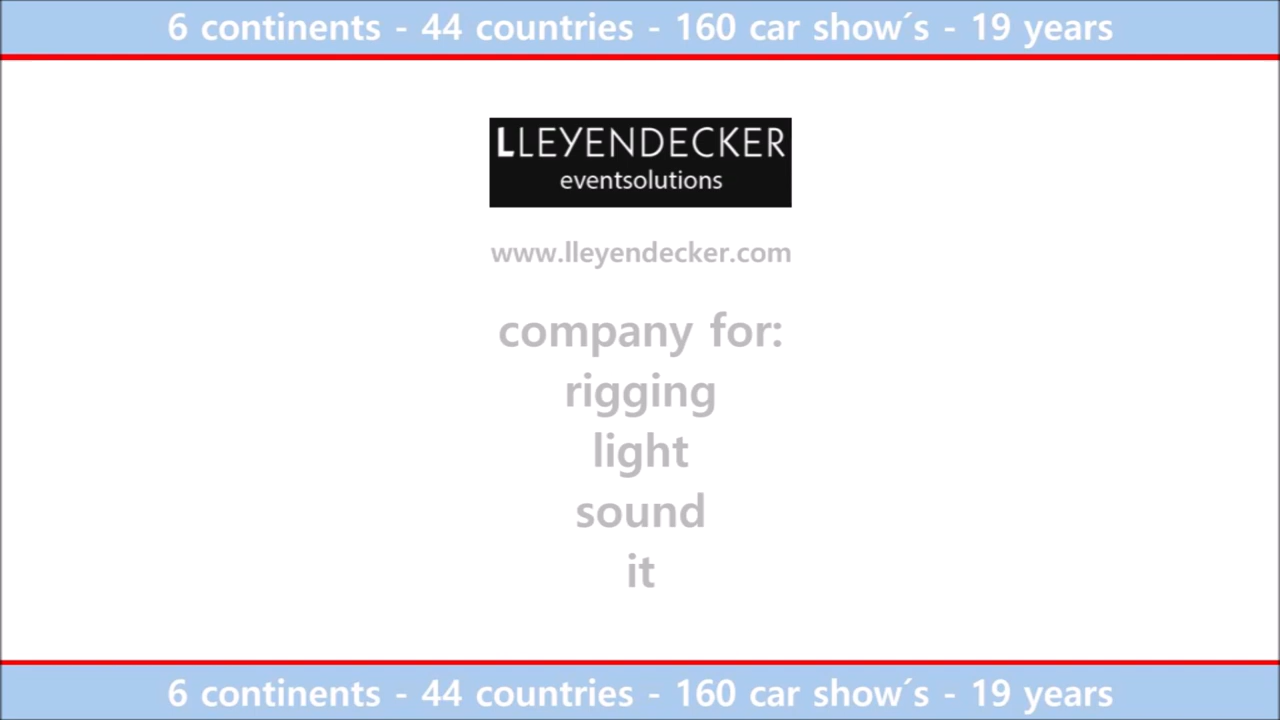 6 continents - 44 countries - 160 car show´s - 19 years
LLEYENDECKER
eventsolutions
www.lleyendecker.com
company for:
rigging
light
sound
it
6 continents - 44 countries - 160 car show´s - 19 years